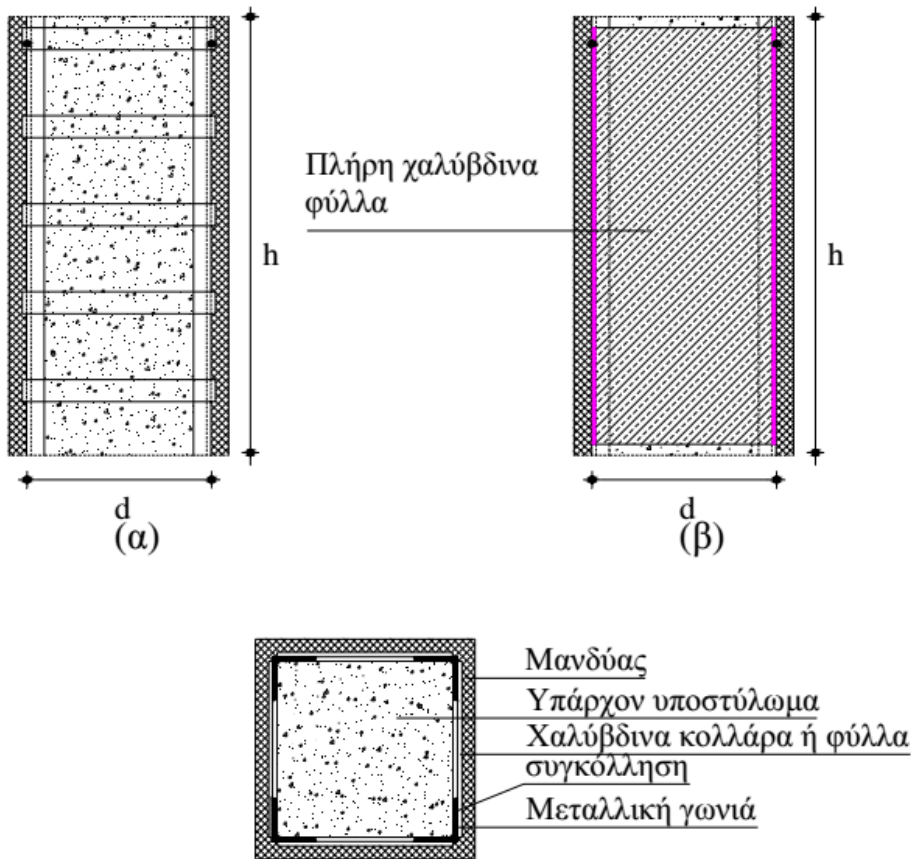 Πλήρη χαλύβδινα
φύλλα
h
h
d
(α)
d
(β)
Μανδύας
Υπάρχον υποστύλωμα
Χαλύβδινα κολλάρα ή φύλλα
συγκόλληση
Μεταλλική γωνιά